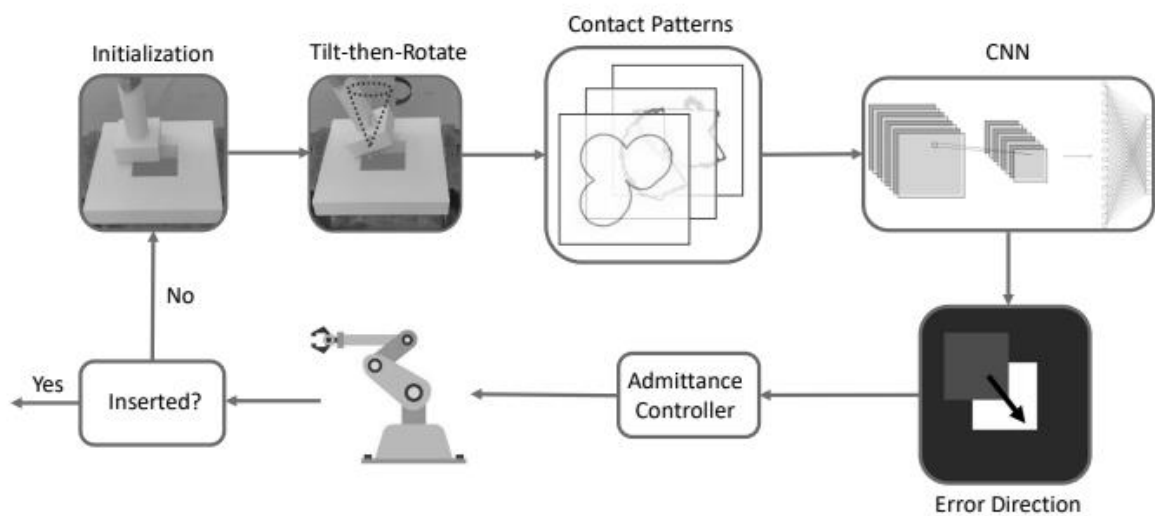 Initialization
Tilt-then-Rotate
Contact Patterns
CNN
No
Yes
Inserted?
Admittance
Controller
Error Direction